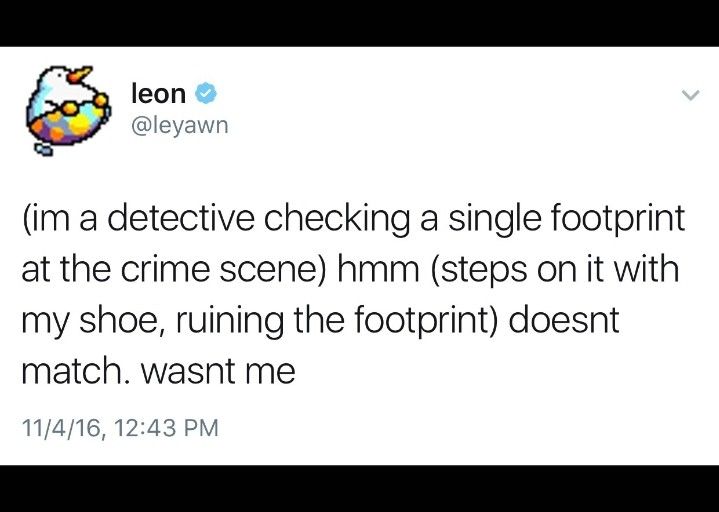 leon
@leyawn
(im a detective checking a single footprint
at the crime scene) hmm (steps on it with
my shoe, ruining the footprint) doesnt
match. wasnt me
11/4/16, 12:43 PM